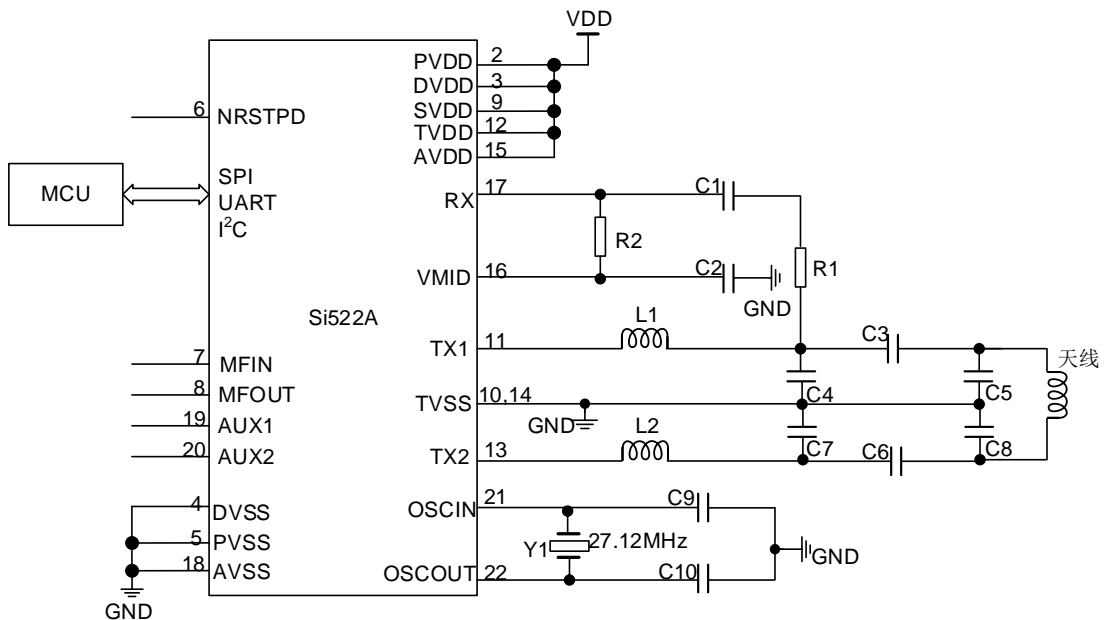 VDD
PVDD 2
DVDD 3
SVDD 9
TVDD 12
AVDD 15
6 NRSTPD
MCU
SPI
UART
I²C
RX 17
C1
R2
R1
VMID 16
C2
GND
Si522A
L1
TX1 11
C3
天线
7 MFIN
8 MFOUT
TVSS 10,14
GND
C4
C5
19 AUX1
20 AUX2
L2
TX2 13
C7
C6
C8
4 DVSS
5 PVSS
18 AVSS
GND
OSCIN 21
C9
Y1 27.12MHz
GND
OSCOUT 22
C10